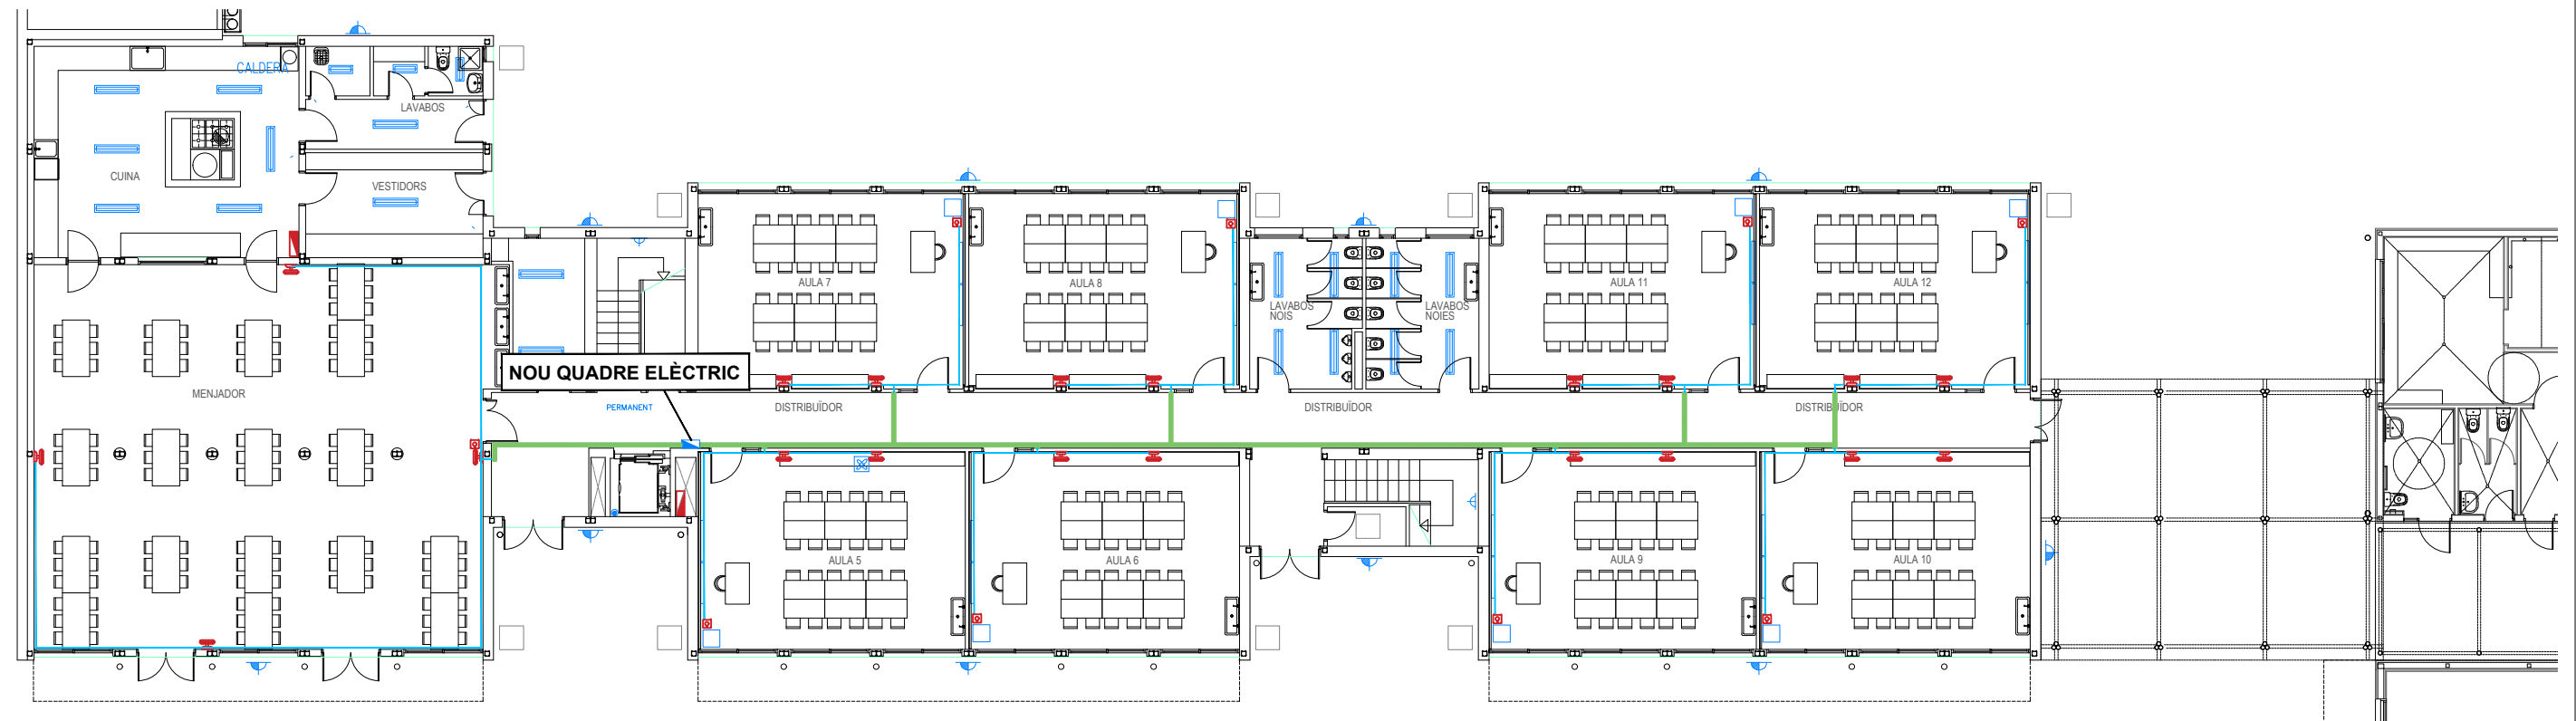 CALDERA
LAVABOS
CUINA
VESTIDORS
AULA 7
AULA 8
LAVABOS
NOIS
LAVABOS
NOIES
AULA 11
AULA 12
NOU QUADRE ELÈCTRIC
MENJADOR
PERMANENT
DISTRIBUÏDOR
DISTRIBUÏDOR
DISTRIBUÏDOR
AULA 5
AULA 6
AULA 9
AULA 10